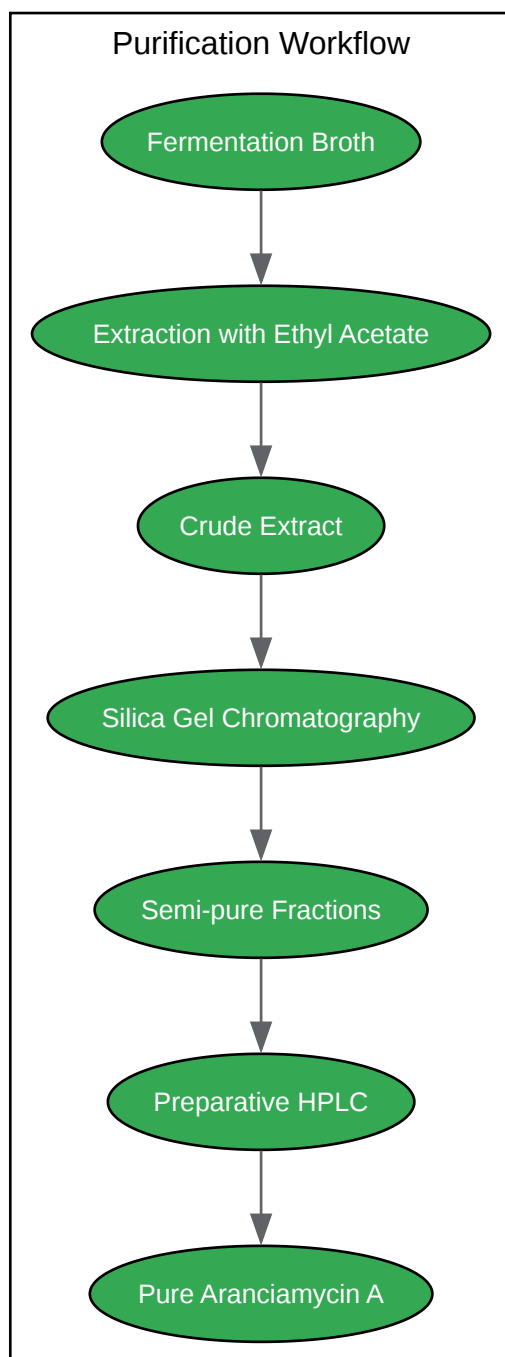 Purification Workflow
Fermentation Broth
Extraction with Ethyl Acetate
Crude Extract
Silica Gel Chromatography
Semi-pure Fractions
Preparative HPLC
Pure Aranciamycin A